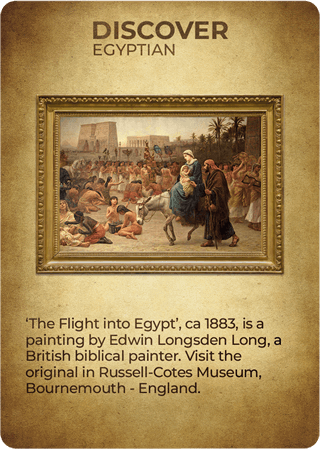 DISCOVER
EGYPTIAN
‘The Flight into Egypt’, ca 1883, is a
painting by Edwin Longsden Long, a
British biblical painter. Visit the
original in Russell-Cotes Museum,
Bournemouth - England.